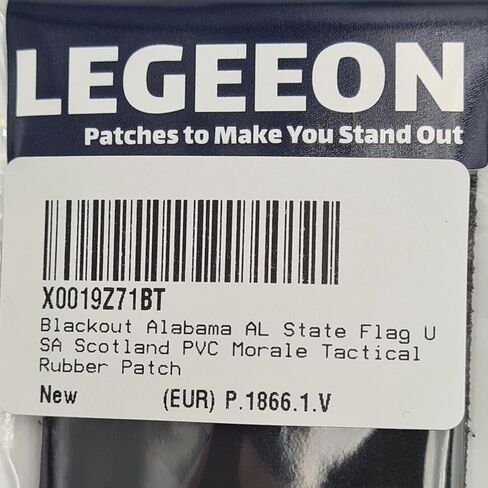 LEGEEON
Patches to Make You Stand Out
X0019Z71BT
Blackout Alabama AL State Flag U
SA Scotland PVC Morale Tactical
Rubber Patch
New (EUR) P.1866.1.V